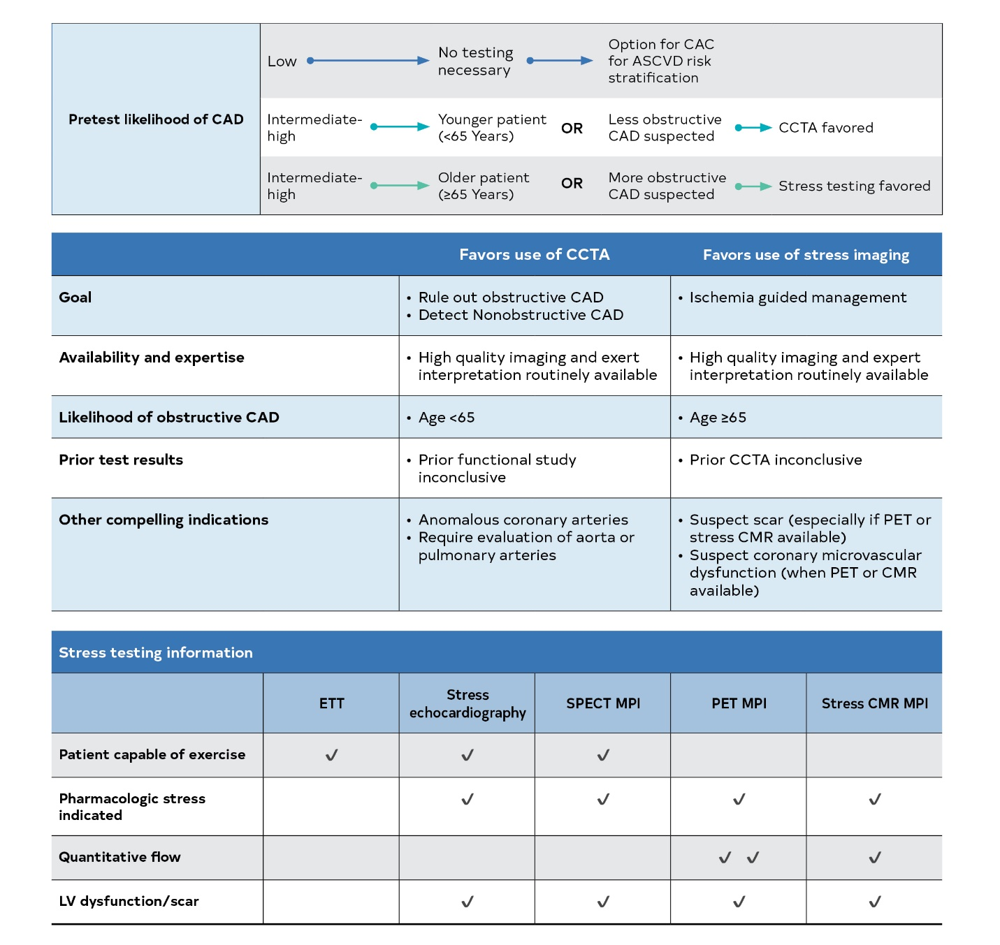 Pretest likelihood of CAD
Low
No testing
necessary
Option for CAC
for ASCVD risk
stratification
Intermediate-
high
Younger patient
(<65 Years)
OR
Less obstructive
CAD suspected
CCTA favored
Intermediate-
high
Older patient
(≥65 Years)
OR
More obstructive
CAD suspected
Stress testing favored
Favors use of CCTA
Favors use of stress imaging
Goal
• Rule out obstructive CAD
• Detect Nonobstructive CAD
• Ischemia guided management
Availability and expertise
• High quality imaging and exert
interpretation routinely available
• High quality imaging and expert
interpretation routinely available
Likelihood of obstructive CAD
• Age <65
• Age ≥65
Prior test results
• Prior functional study
inconclusive
• Prior CCTA inconclusive
Other compelling indications
• Anomalous coronary arteries
• Require evaluation of aorta or
pulmonary arteries
• Suspect scar (especially if PET or
stress CMR available)
• Suspect coronary microvascular
dysfunction (when PET or CMR
available)
Stress testing information
ETT
Stress
echocardiography
SPECT MPI
PET MPI
Stress CMR MPI
Patient capable of exercise
✓ ✓ ✓
Pharmacologic stress
indicated
✓ ✓ ✓ ✓
Quantitative flow
✓ ✓ ✓
LV dysfunction/scar
✓ ✓ ✓ ✓